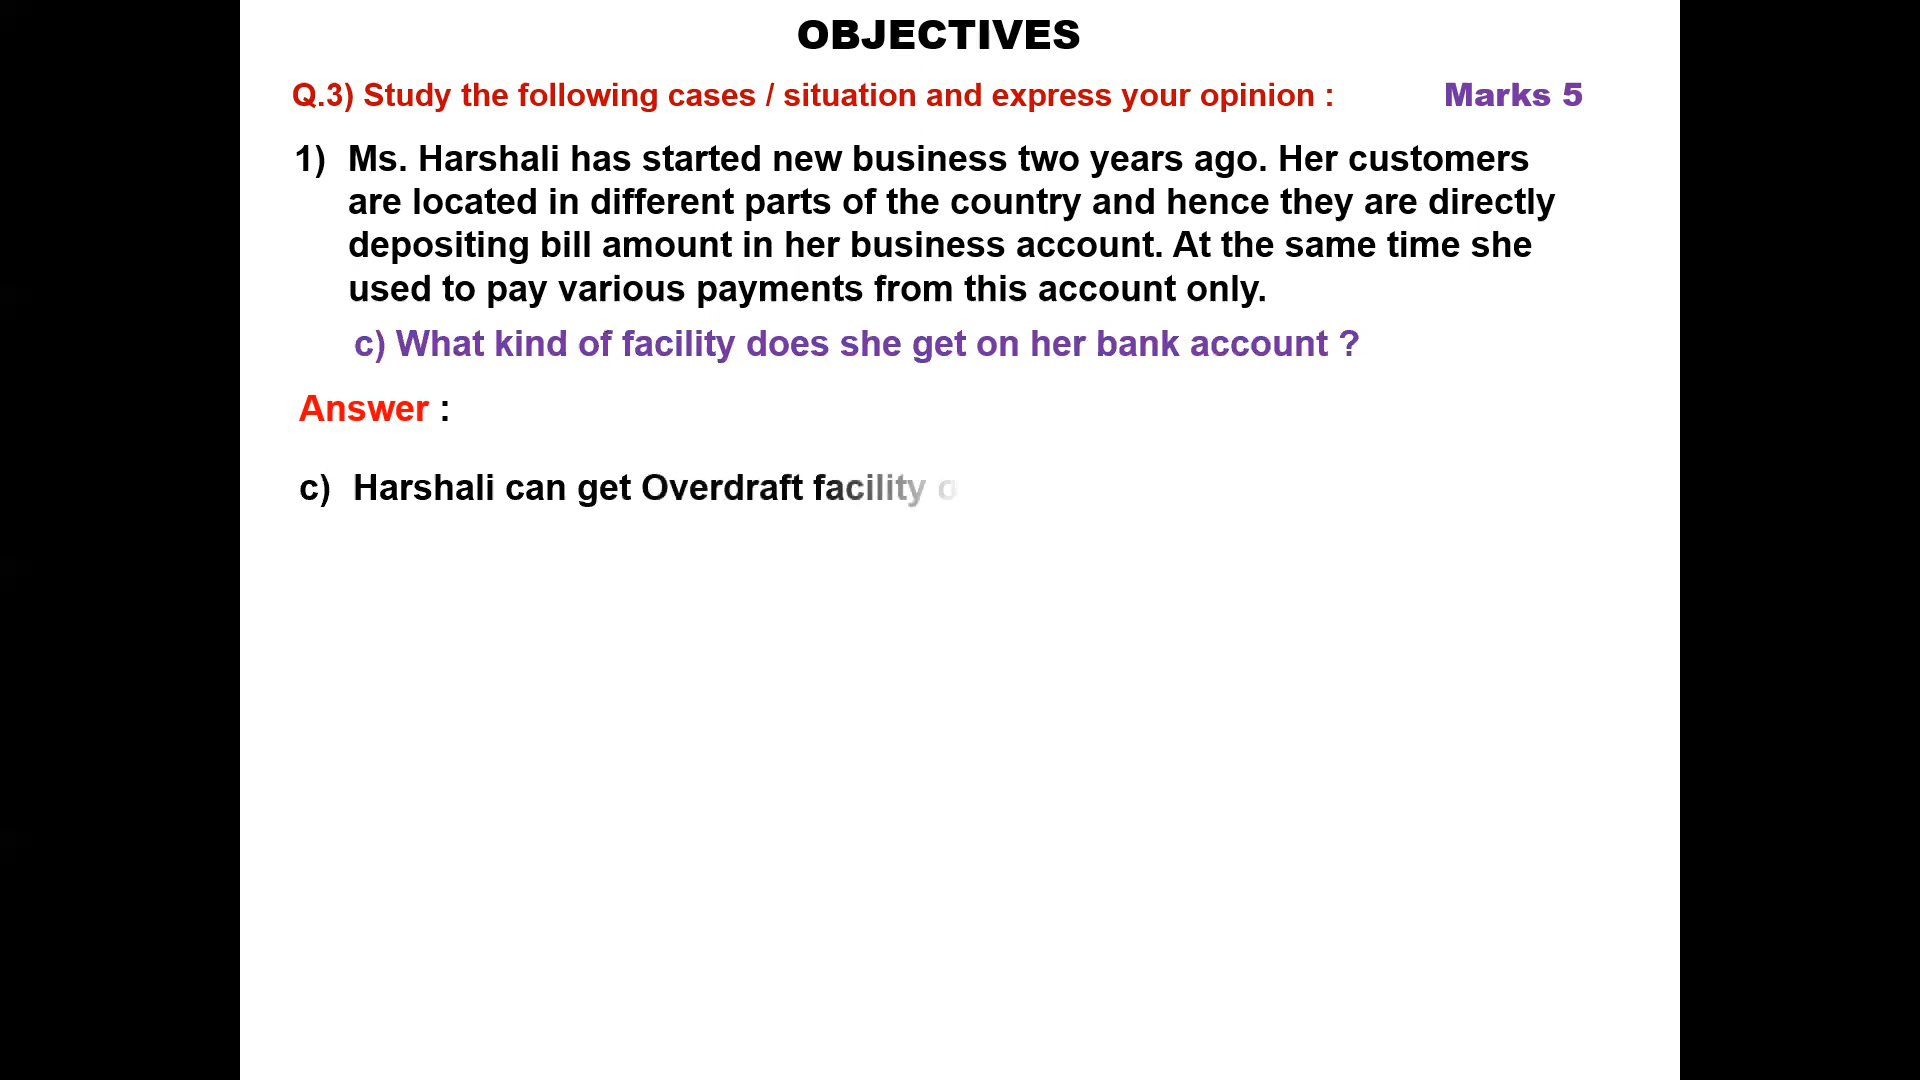 OBJECTIVES
Q.3) Study the following cases / situation and express your opinion : Marks 5
1) Ms. Harshali has started new business two years ago. Her customers
are located in different parts of the country and hence they are directly
depositing bill amount in her business account. At the same time she
used to pay various payments from this account only.
c) What kind of facility does she get on her bank account ?
Answer :
c) Harshali can get Overdraft facility